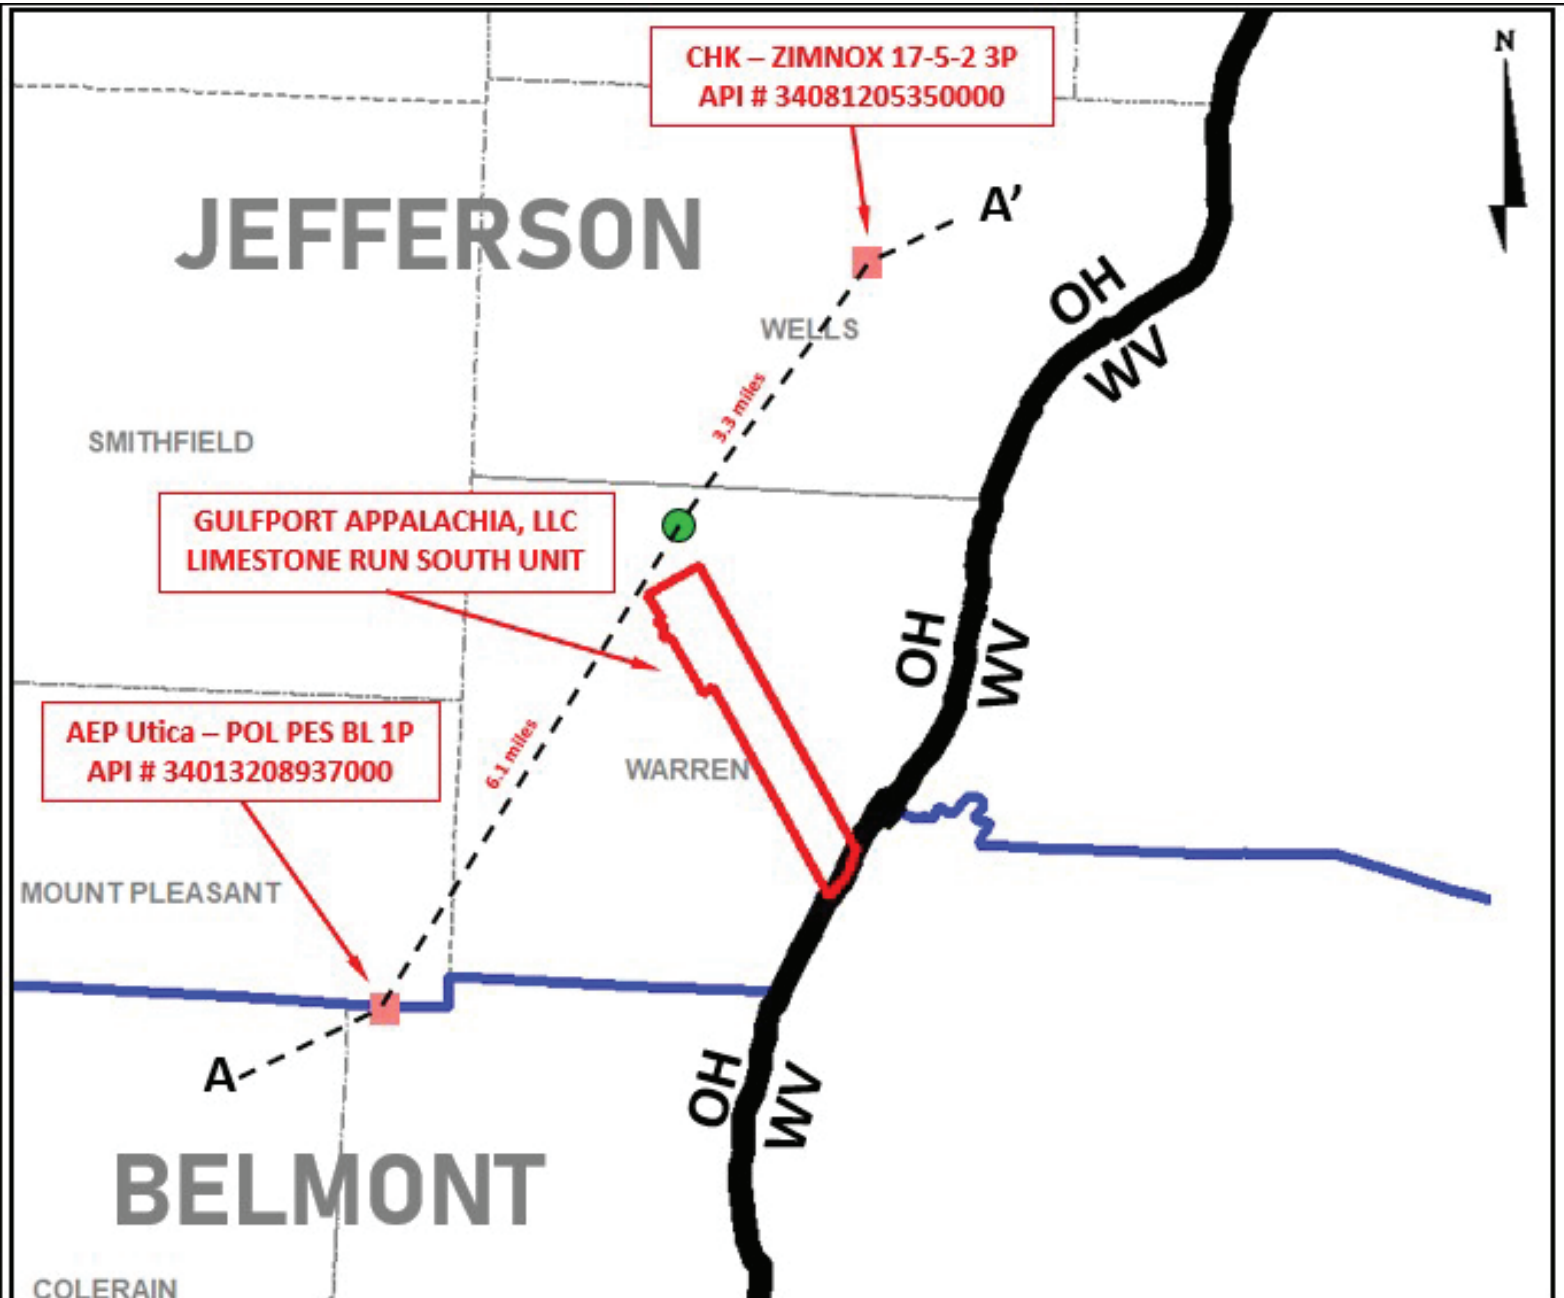 CHK – ZIMNOX 17-5-2 3P
API # 34081205350000
N
A’
JEFFERSON
OH
WV
WELLS
3.3 miles
SMITHFIELD
GULFPORT APPALACHIA, LLC
LIMESTONE RUN SOUTH UNIT
OH
WV
AEP Utica – POL PES BL 1P
API # 34013208937000
6.1 miles
WARREN
MOUNT PLEASANT
A
OH
WV
BELMONT
COLERAIN